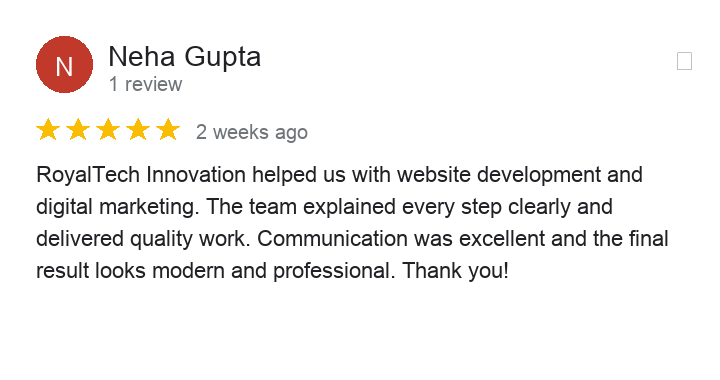 N
Neha Gupta
1 review
2 weeks ago
RoyalTech Innovation helped us with website development and
digital marketing. The team explained every step clearly and
delivered quality work. Communication was excellent and the final
result looks modern and professional. Thank you!